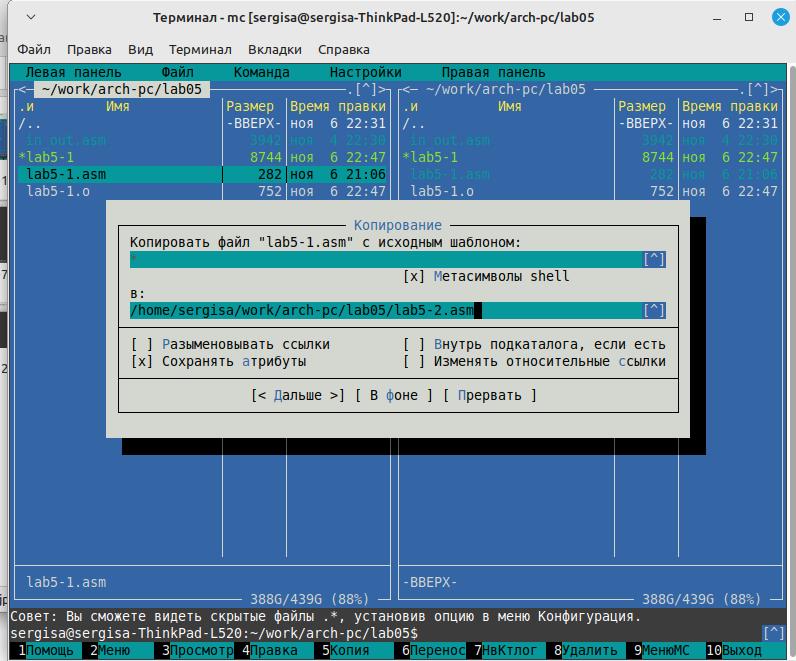 Терминал - mc [sergisa@sergisa-ThinkPad-L520]:~/work/arch-pc/lab05
Файл Правка Вид Терминал Вкладки Справка
Левая панель Файл Команда Настройки Правая панель
<─ ~/work/arch-pc/lab05 ─.[^]>  <─ ~/work/arch-pc/lab05 ─.[^]>
.и Имя Размер Время правки  .и Имя Размер Время правки
/.. -ВВЕРХ- ноя 6 22:31  /.. -ВВЕРХ- ноя 6 22:31
in_out.asm 3942 ноя 4 22:30  in_out.asm 3942 ноя 4 22:30
*lab5-1 8744 ноя 6 22:47  *lab5-1 8744 ноя 6 22:47
lab5-1.asm 282 ноя 6 21:06  lab5-1.asm 282 ноя 6 21:06
lab5-1.o 752 ноя 6 22:47  lab5-1.o 752 ноя 6 22:47
Копирование
Копировать файл "lab5-1.asm" с исходным шаблоном:
* [^]
[x] Метасимволы shell
в:
/home/sergisa/work/arch-pc/lab05/lab5-2.asm [^]
[ ] Разыменовывать ссылки [ ] Внутрь подкаталога, если есть
[x] Сохранять атрибуты [ ] Изменять относительные ссылки
[< Дальше >] [ В фоне ] [ Прервать ]
lab5-1.asm -ВВЕРХ-
388G/439G (88%) 388G/439G (88%)
Совет: Вы сможете видеть скрытые файлы .*, установив опцию в меню Конфигурация.
sergisa@sergisa-ThinkPad-L520:~/work/arch-pc/lab05$ [^]
1Помощь 2Меню 3Просмотр 4Правка 5Копия 6Перенос 7НвКтлог 8Удалить 9МенюМС 10Выход